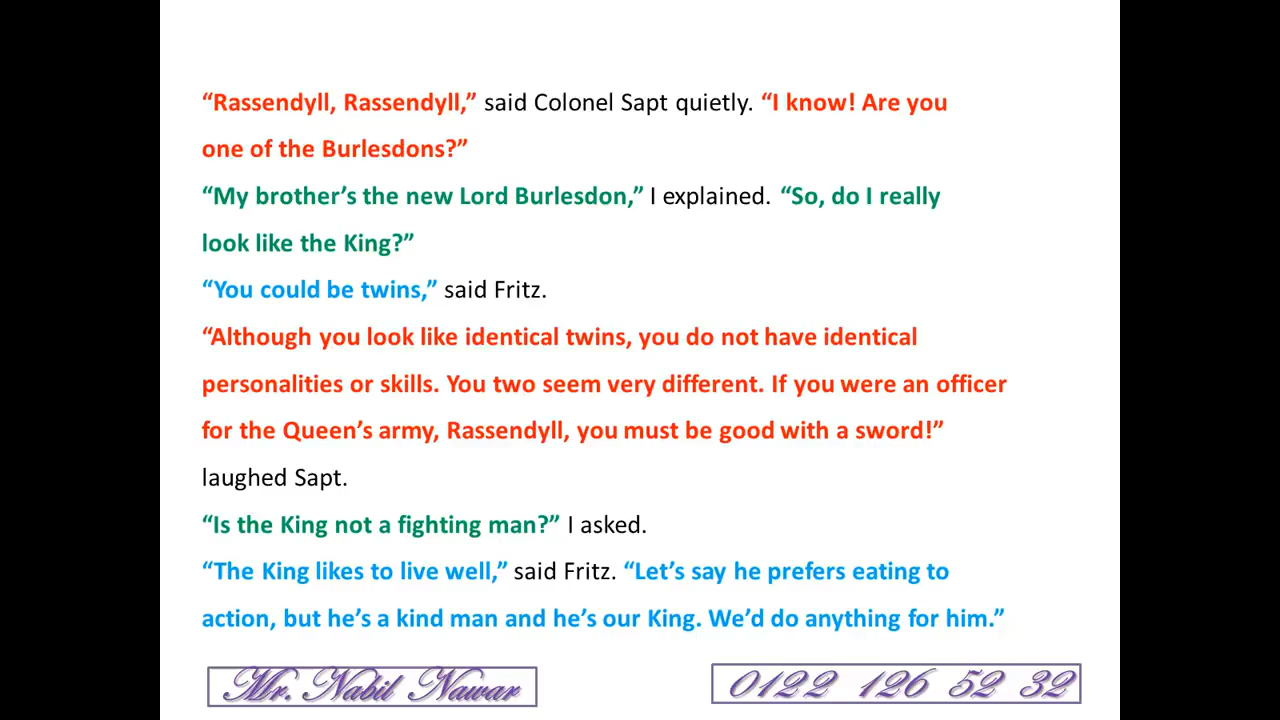 “Rassendyll, Rassendyll,” said Colonel Sapt quietly. “I know! Are you
one of the Burlesdons?”
“My brother’s the new Lord Burlesdon,” I explained. “So, do I really
look like the King?”
“You could be twins,” said Fritz.
“Although you look like identical twins, you do not have identical
personalities or skills. You two seem very different. If you were an officer
for the Queen’s army, Rassendyll, you must be good with a sword!”
laughed Sapt.
“Is the King not a fighting man?” I asked.
“The King likes to live well,” said Fritz. “Let’s say he prefers eating to
action, but he’s a kind man and he’s our King. We’d do anything for him.”
Mr. Nabil Nawar
0122 126 52 32